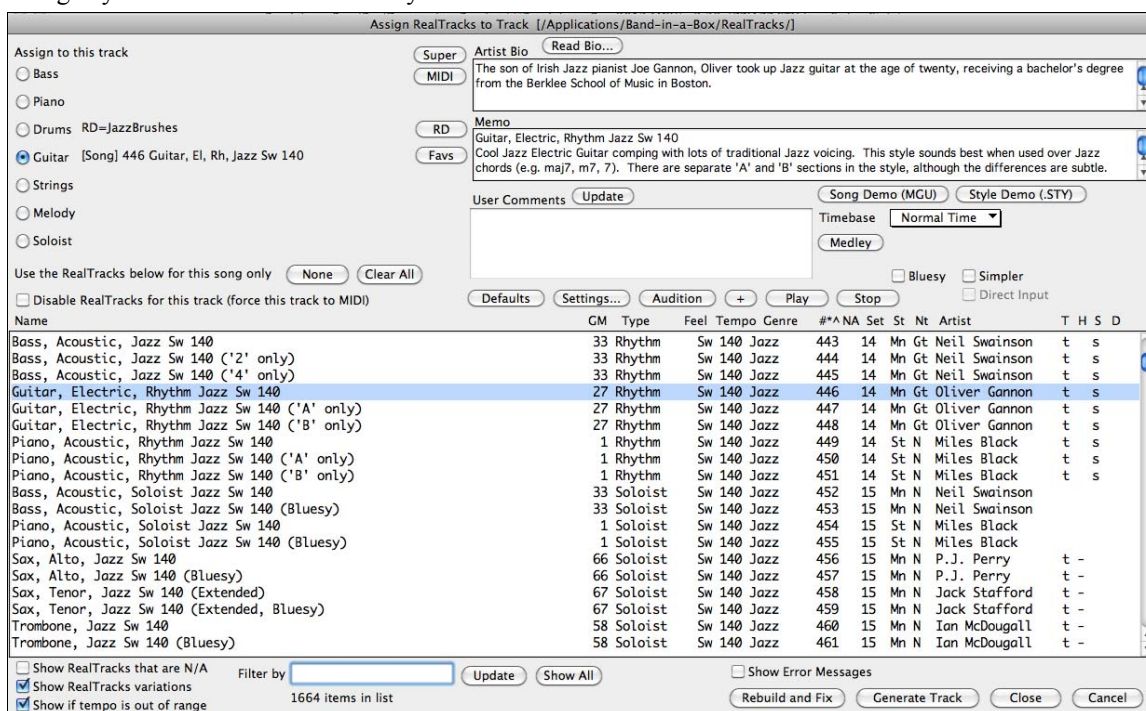 Assign RealTracks to Track [/Applications/Band-in-a-Box/RealTracks/]
Assign to this track
Super
Artist Bio
Read Bio...
Bass
MIDI
The son of Irish Jazz pianist Joe Gannon, Oliver took up Jazz guitar at the age of twenty, receiving a bachelor's degree
from the Berklee School of Music in Boston.
Piano
Drums RD=JazzBrushes
RD
Memo
Guitar, Electric, Rhythm Jazz Sw 140
Guitar [Song] 446 Guitar, El, Rh, Jazz Sw 140
Favs
Cool Jazz Electric Guitar comping with lots of traditional Jazz voicing. This style sounds best when used over Jazz
chords (e.g. maj7, m7, 7). There are separate 'A' and 'B' sections in the style, although the differences are subtle.
Strings
User Comments
Update
Song Demo (MGU)
Style Demo (.STY)
Melody
Timebase
Normal Time
Soloist
Medley
Use the RealTracks below for this song only
None
Clear All
Bluesy
Simpler
Disable RealTracks for this track (force this track to MIDI)
Defaults
Settings...
Audition
+
Play
Stop
Direct Input
Name GM Type Feel Tempo Genre #*^ NA Set St Nt Artist T H S D
Bass, Acoustic, Jazz Sw 140 33 Rhythm Sw 140 Jazz 443 14 Mn Gt Neil Swainson t s
Bass, Acoustic, Jazz Sw 140 ('2' only) 33 Rhythm Sw 140 Jazz 444 14 Mn Gt Neil Swainson t s
Bass, Acoustic, Jazz Sw 140 ('4' only) 33 Rhythm Sw 140 Jazz 445 14 Mn Gt Neil Swainson t s
Guitar, Electric, Rhythm Jazz Sw 140 27 Rhythm Sw 140 Jazz 446 14 Mn Gt Oliver Gannon t s
Guitar, Electric, Rhythm Jazz Sw 140 ('A' only) 27 Rhythm Sw 140 Jazz 447 14 Mn Gt Oliver Gannon t s
Guitar, Electric, Rhythm Jazz Sw 140 ('B' only) 27 Rhythm Sw 140 Jazz 448 14 Mn Gt Oliver Gannon t s
Piano, Acoustic, Rhythm Jazz Sw 140 1 Rhythm Sw 140 Jazz 449 14 St N Miles Black t s
Piano, Acoustic, Rhythm Jazz Sw 140 ('A' only) 1 Rhythm Sw 140 Jazz 450 14 St N Miles Black t s
Piano, Acoustic, Rhythm Jazz Sw 140 ('B' only) 1 Rhythm Sw 140 Jazz 451 14 St N Miles Black t s
Bass, Acoustic, Soloist Jazz Sw 140 33 Soloist Sw 140 Jazz 452 15 Mn N Neil Swainson
Bass, Acoustic, Soloist Jazz Sw 140 (Bluesy) 33 Soloist Sw 140 Jazz 453 15 Mn N Neil Swainson
Piano, Acoustic, Soloist Jazz Sw 140 1 Soloist Sw 140 Jazz 454 15 St N Miles Black
Piano, Acoustic, Soloist Jazz Sw 140 (Bluesy) 1 Soloist Sw 140 Jazz 455 15 St N Miles Black
Sax, Alto, Jazz Sw 140 66 Soloist Sw 140 Jazz 456 15 Mn N P.J. Perry t -
Sax, Alto, Jazz Sw 140 (Bluesy) 66 Soloist Sw 140 Jazz 457 15 Mn N P.J. Perry t -
Sax, Tenor, Jazz Sw 140 (Extended) 67 Soloist Sw 140 Jazz 458 15 Mn N Jack Stafford t -
Sax, Tenor, Jazz Sw 140 (Extended, Bluesy) 67 Soloist Sw 140 Jazz 459 15 Mn N Jack Stafford t -
Trombone, Jazz Sw 140 58 Soloist Sw 140 Jazz 460 15 Mn N Ian McDougall t -
Trombone, Jazz Sw 140 (Bluesy) 58 Soloist Sw 140 Jazz 461 15 Mn N Ian McDougall t -
Show RealTracks that are N/A
Filter by
Update
Show All
Show Error Messages
Show RealTracks variations
1664 items in list
Rebuild and Fix
Generate Track
Close
Cancel
Show if tempo is out of range